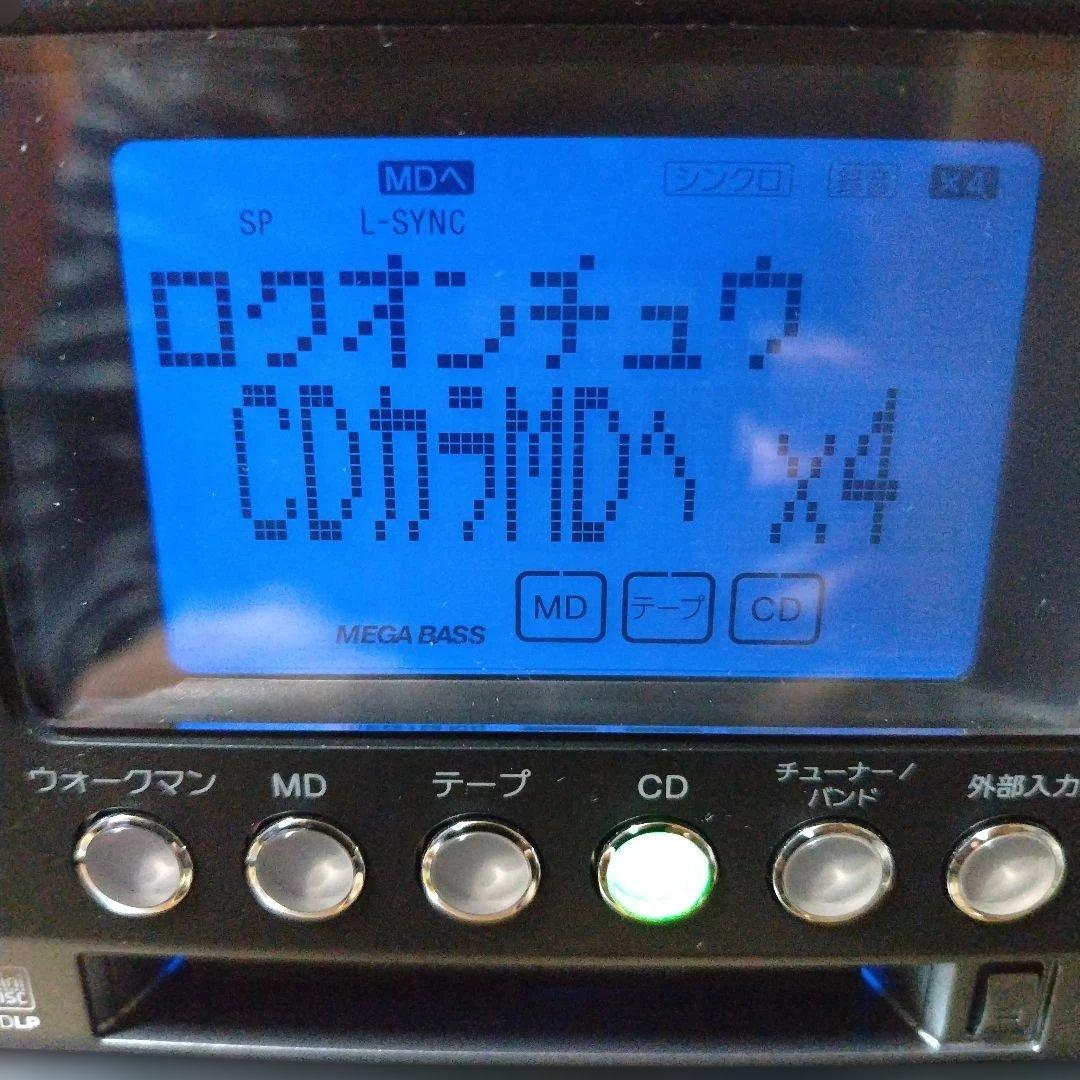 MDへ シンクロ 録音 x4
SP L-SYNC
ロクオンチュウ
CDカラMDヘ x4
MD テープ CD
MEGA BASS
ウォークマン MD テープ CD チューナー/バンド 外部入力